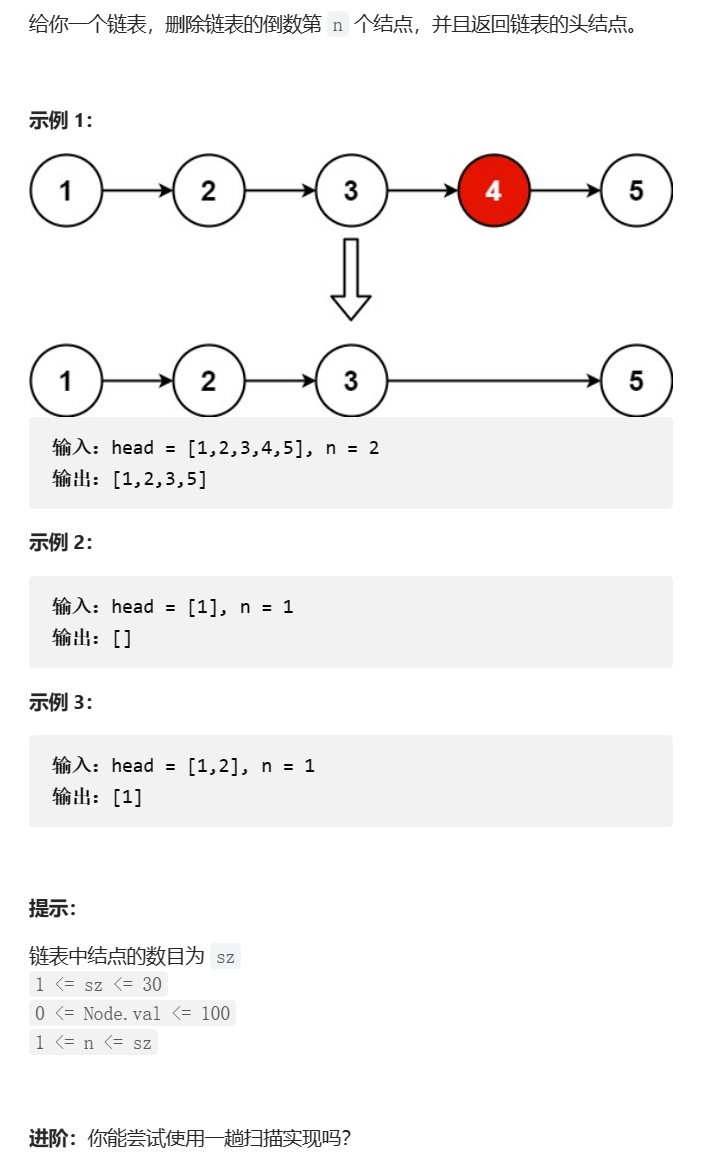 给你一个链表，删除链表的倒数第 n 个结点，并且返回链表的头结点。
示例 1：
1 2 3 4 5
1 2 3 5
输入：head = [1,2,3,4,5], n = 2
输出：[1,2,3,5]
示例 2：
输入：head = [1], n = 1
输出：[]
示例 3：
输入：head = [1,2], n = 1
输出：[1]
提示：
链表中结点的数目为 sz
1 <= sz <= 30
0 <= Node.val <= 100
1 <= n <= sz
进阶：你能尝试使用一趟扫描实现吗？